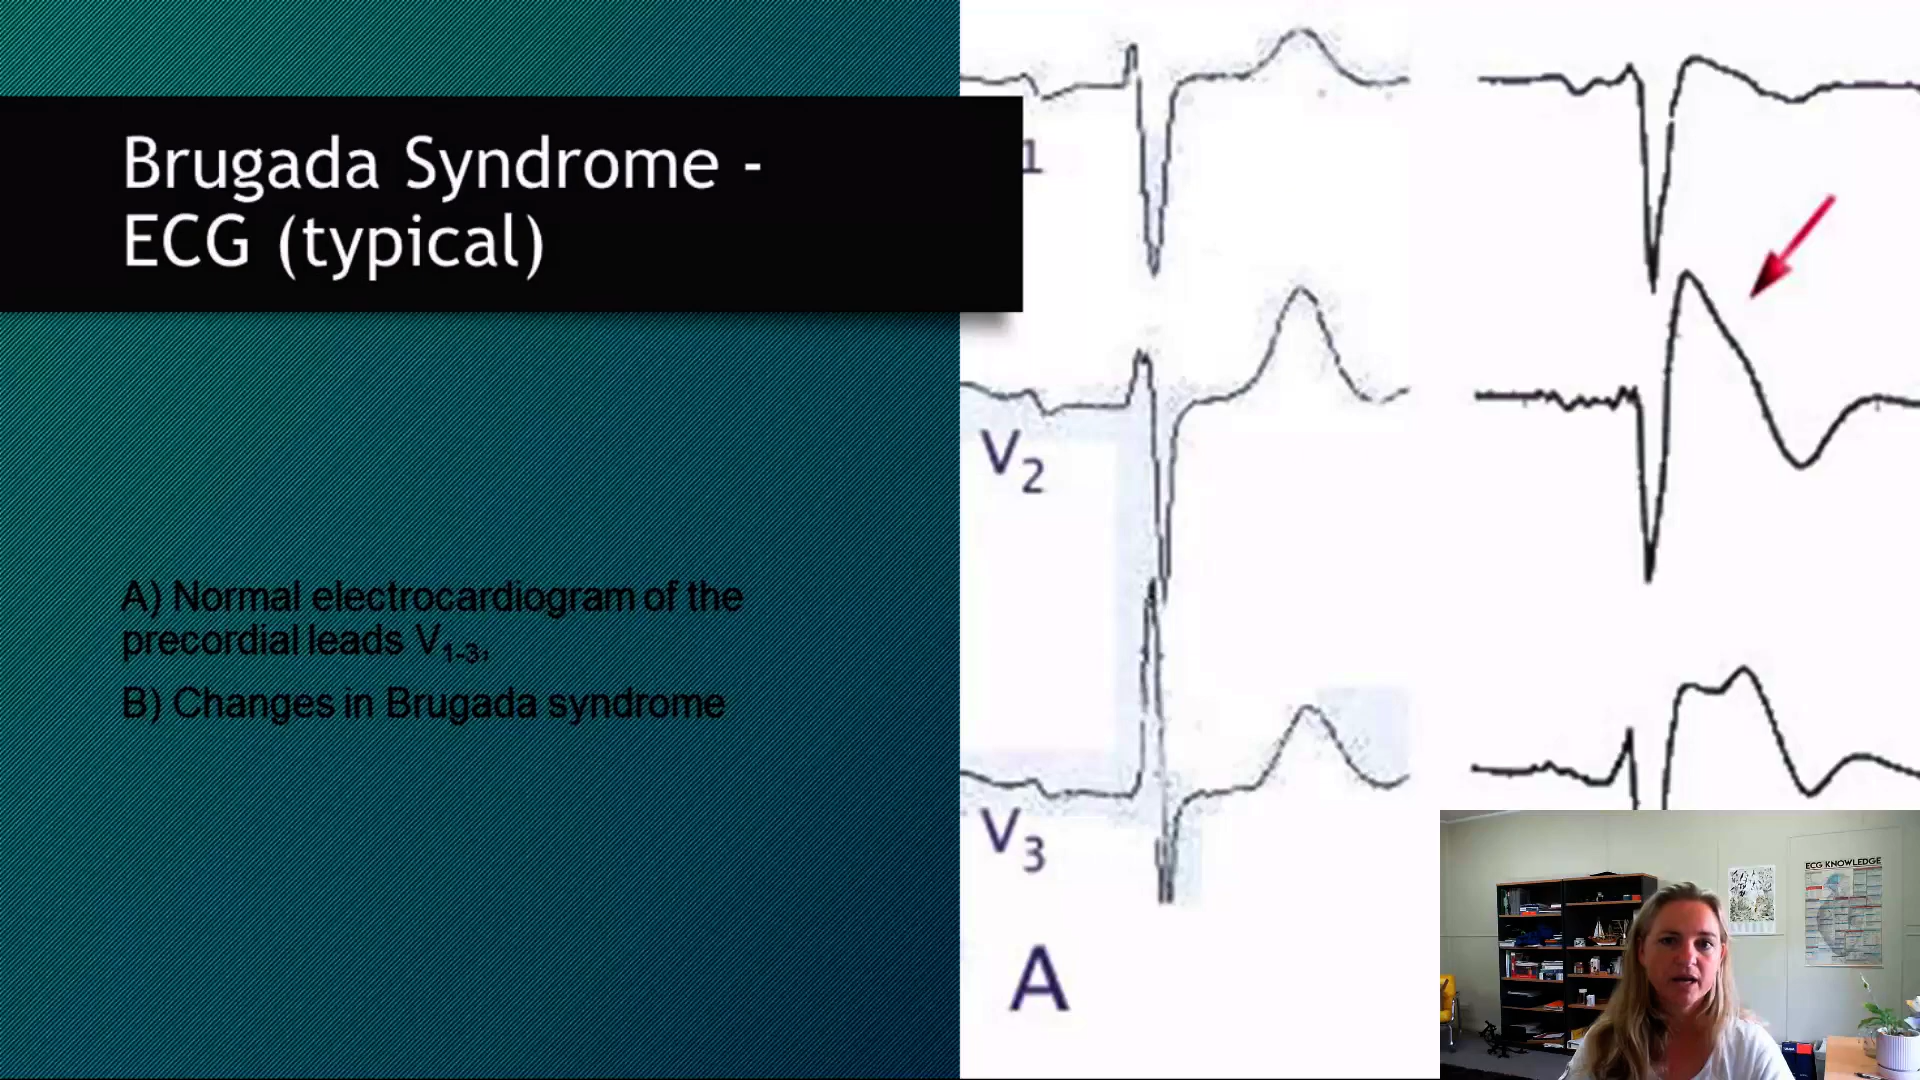 Brugada Syndrome -
ECG (typical)
A) Normal electrocardiogram of the
precordial leads V1-3,
B) Changes in Brugada syndrome
1
V2
V3
A
ECG KNOWLEDGE